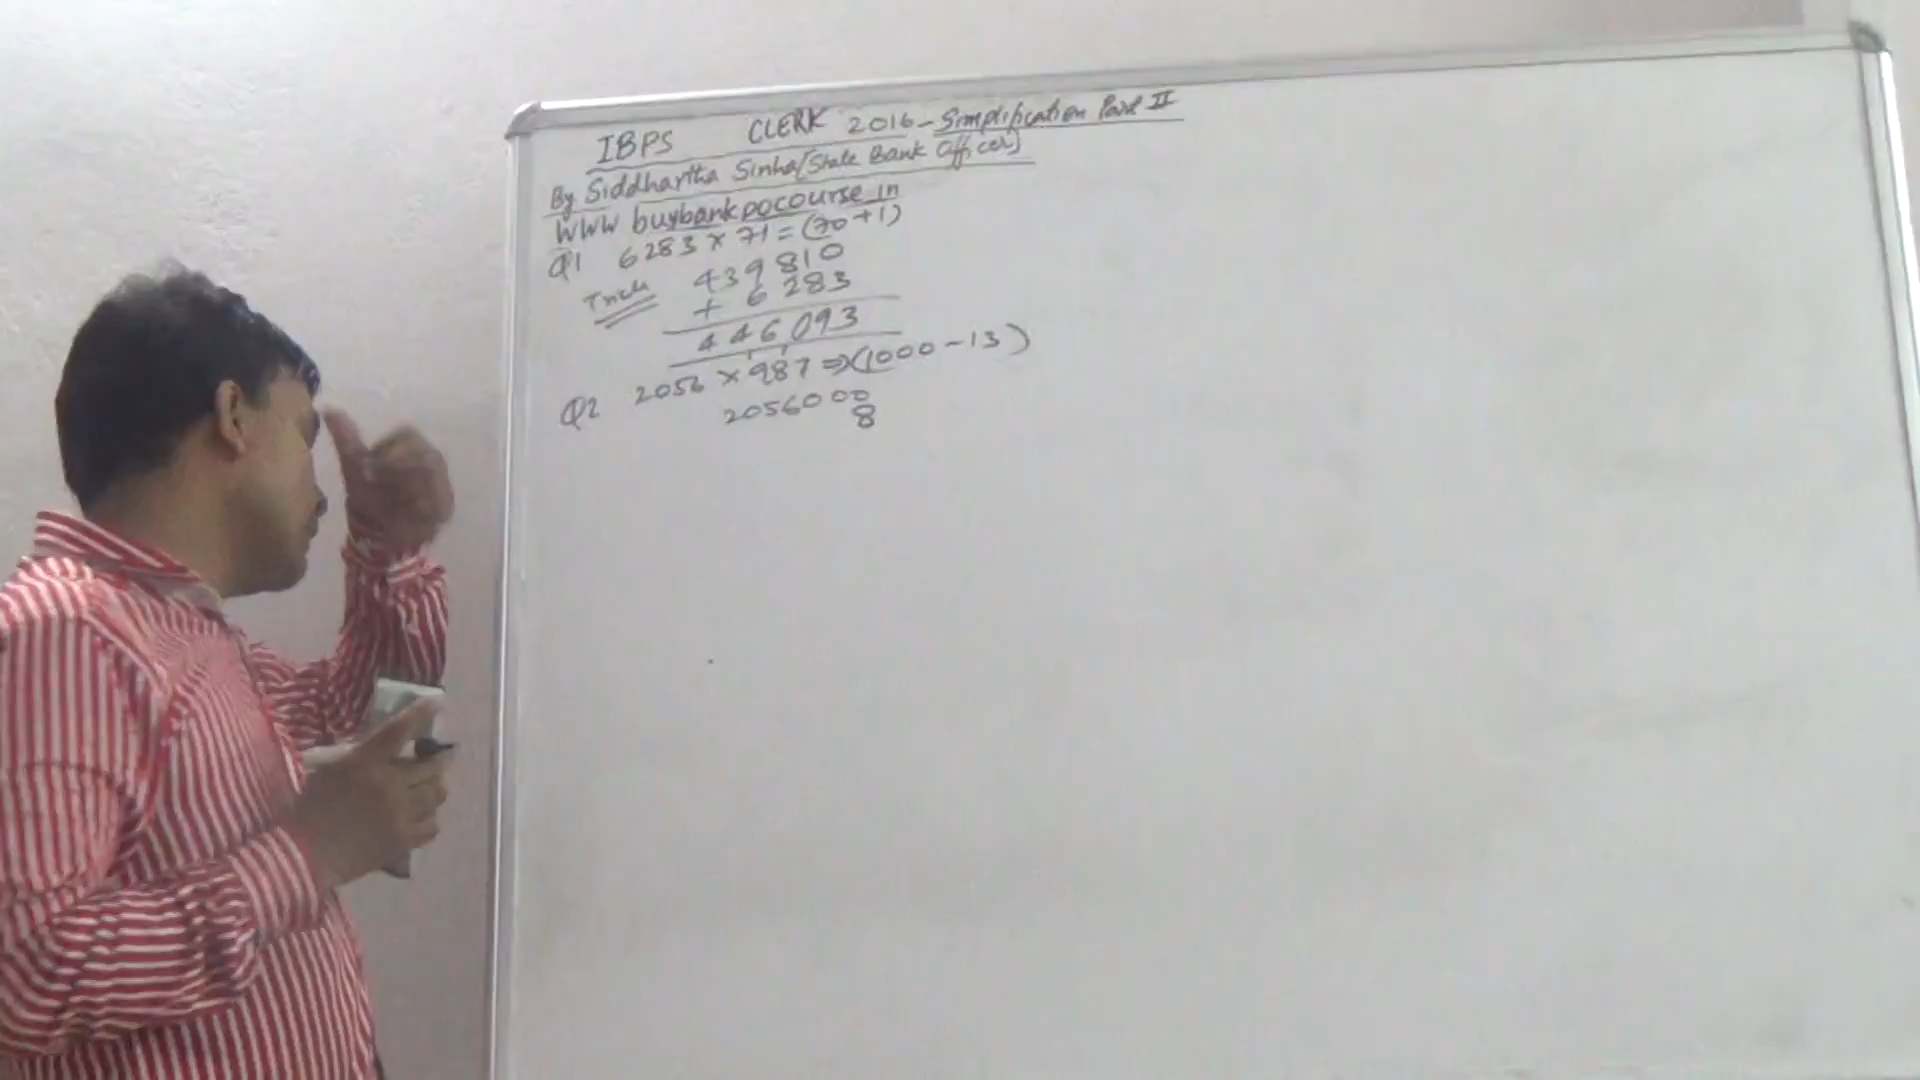 IBPS CLERK 2016 - Simplification Part II
By Siddhartha Sinha [State Bank Officer]
WWW buybankpocourse.in
Q1 6283 × 71 = (70+1)
Trick 439810
+ 6283
446093
Q2 2056 × 987 ⇒ (1000-13)
2056000
8